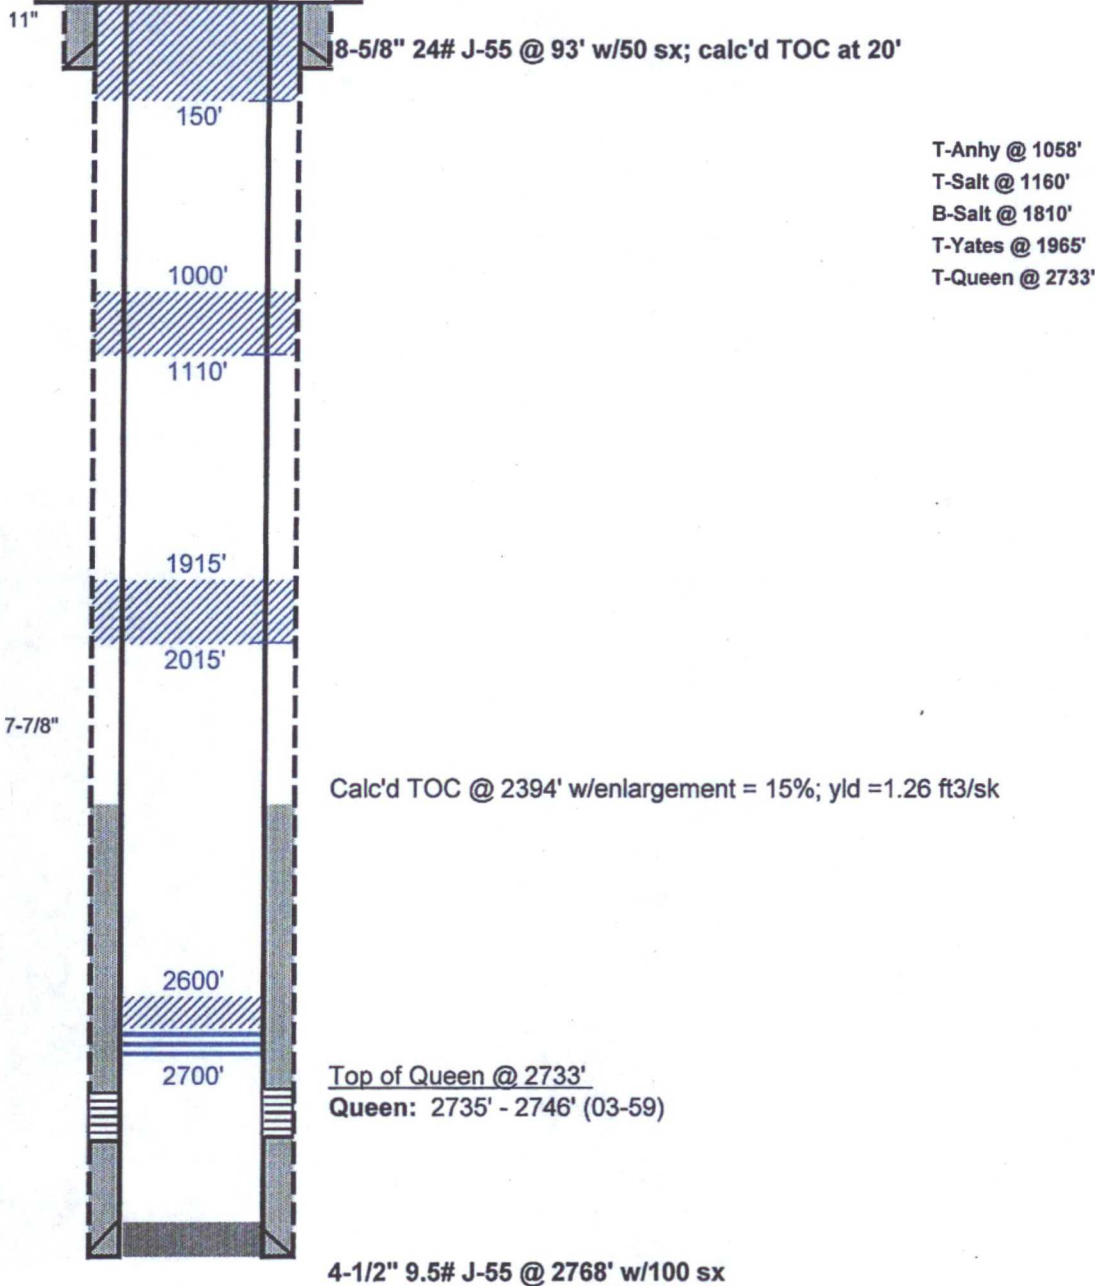 11"
8-5/8" 24# J-55 @ 93' w/50 sx; calc'd TOC at 20'
150'
T-Anhy @ 1058'
T-Salt @ 1160'
B-Salt @ 1810'
T-Yates @ 1965'
T-Queen @ 2733'
1000'
1110'
1915'
2015'
7-7/8"
Calc'd TOC @ 2394' w/enlargement = 15%; yld =1.26 ft3/sk
2600'
2700'
Top of Queen @ 2733'
Queen: 2735' - 2746' (03-59)
4-1/2" 9.5# J-55 @ 2768' w/100 sx